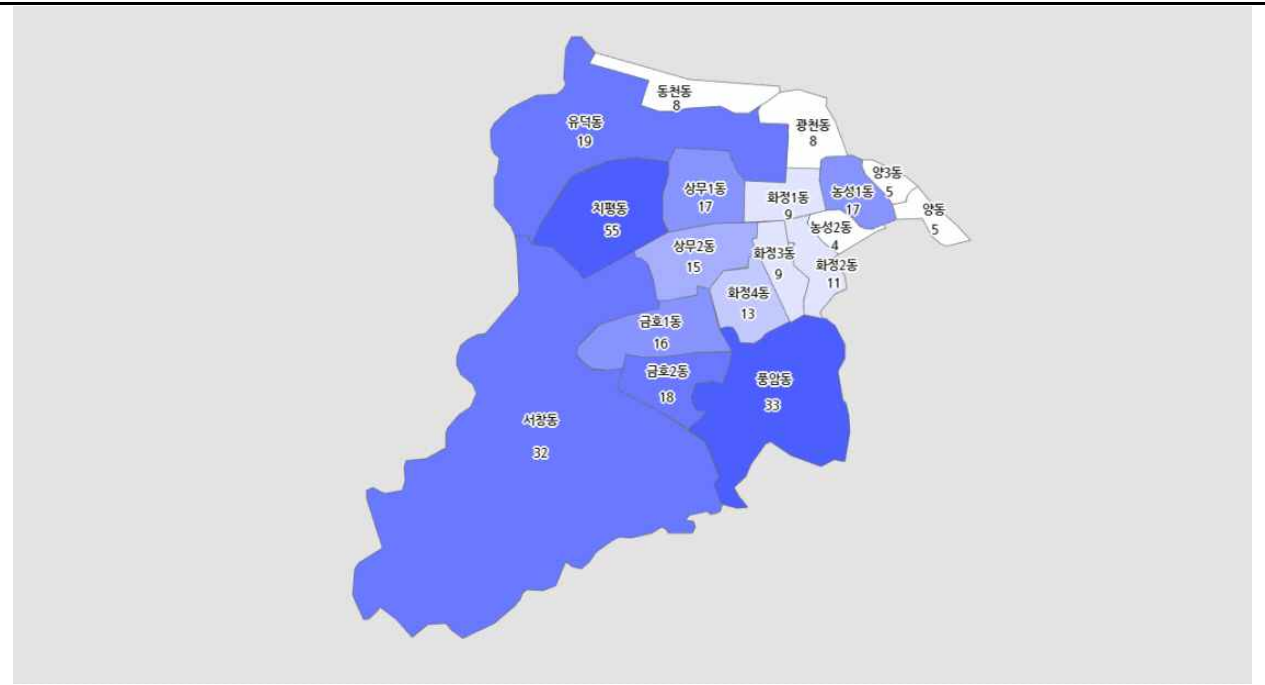 동천동
8
유덕동
19
광천동
8
양3동
5
상무1동
17
화정1동
9
농성1동
17
치평동
55
양동
5
농성2동
4
상무2동
15
화정3동
9
화정2동
11
화정4동
13
금호1동
16
금호2동
18
풍암동
33
서창동
32